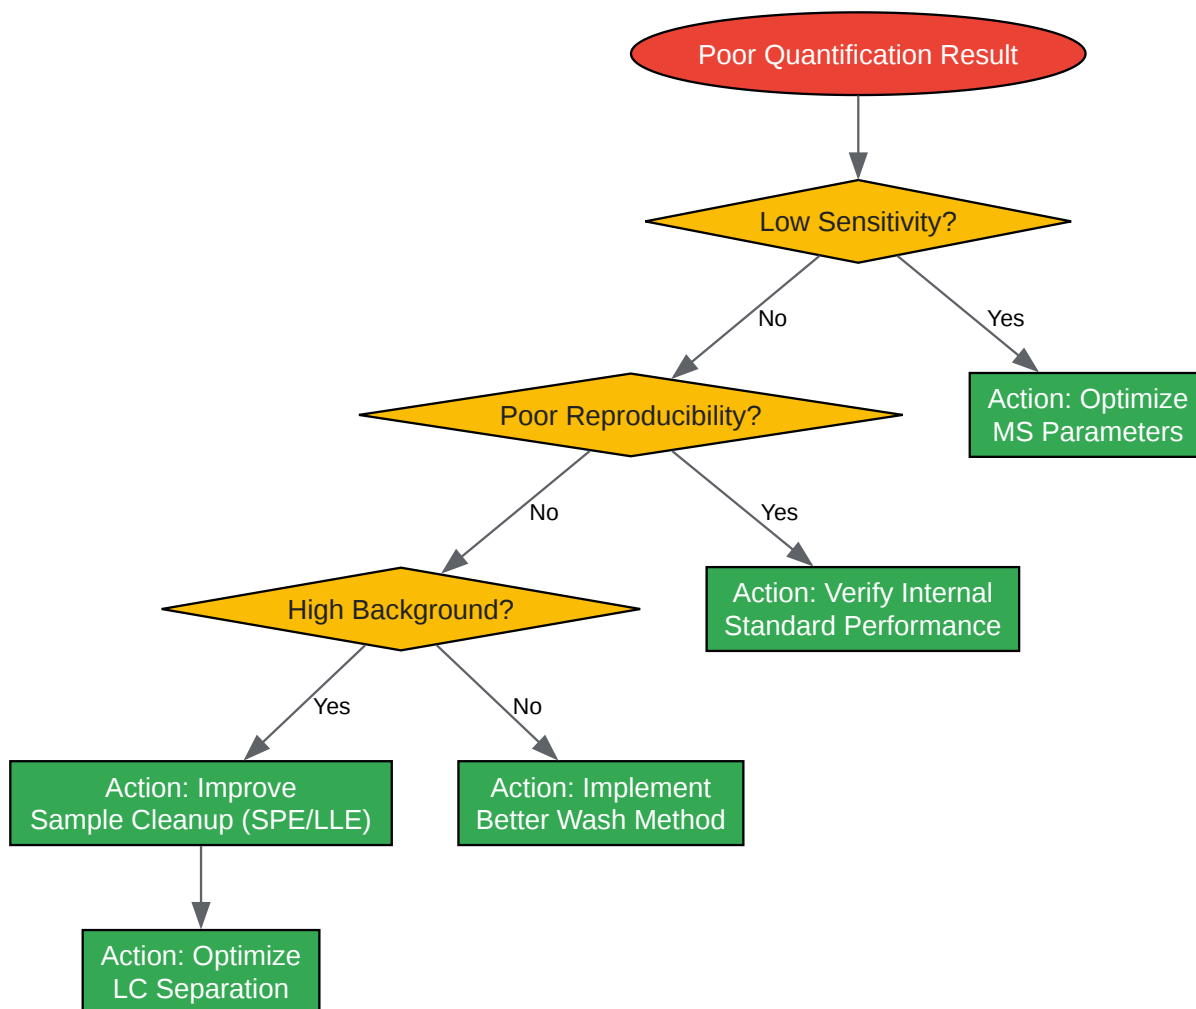 Poor Quantification Result
Low Sensitivity?
No
Yes
Poor Reproducibility?
Action: Optimize
MS Parameters
No
Yes
High Background?
Action: Verify Internal
Standard Performance
Yes
No
Action: Improve
Sample Cleanup (SPE/LLE)
Action: Implement
Better Wash Method
Action: Optimize
LC Separation